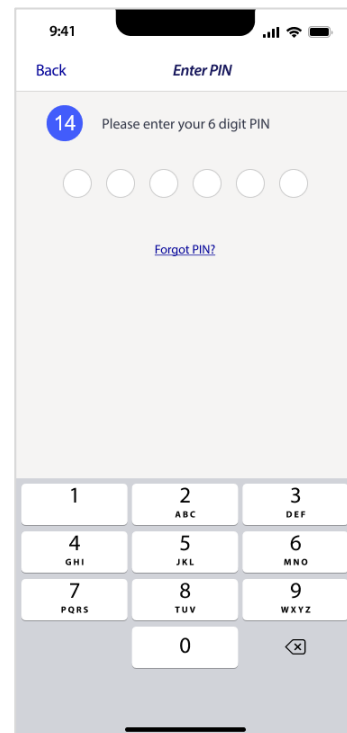 9:41
Back Enter PIN
14 Please enter your 6 digit PIN
Forgot PIN?
1 2 3
ABC DEF
4 5 6
GHI JKL MNO
7 8 9
PQRS TUV WXYZ
0